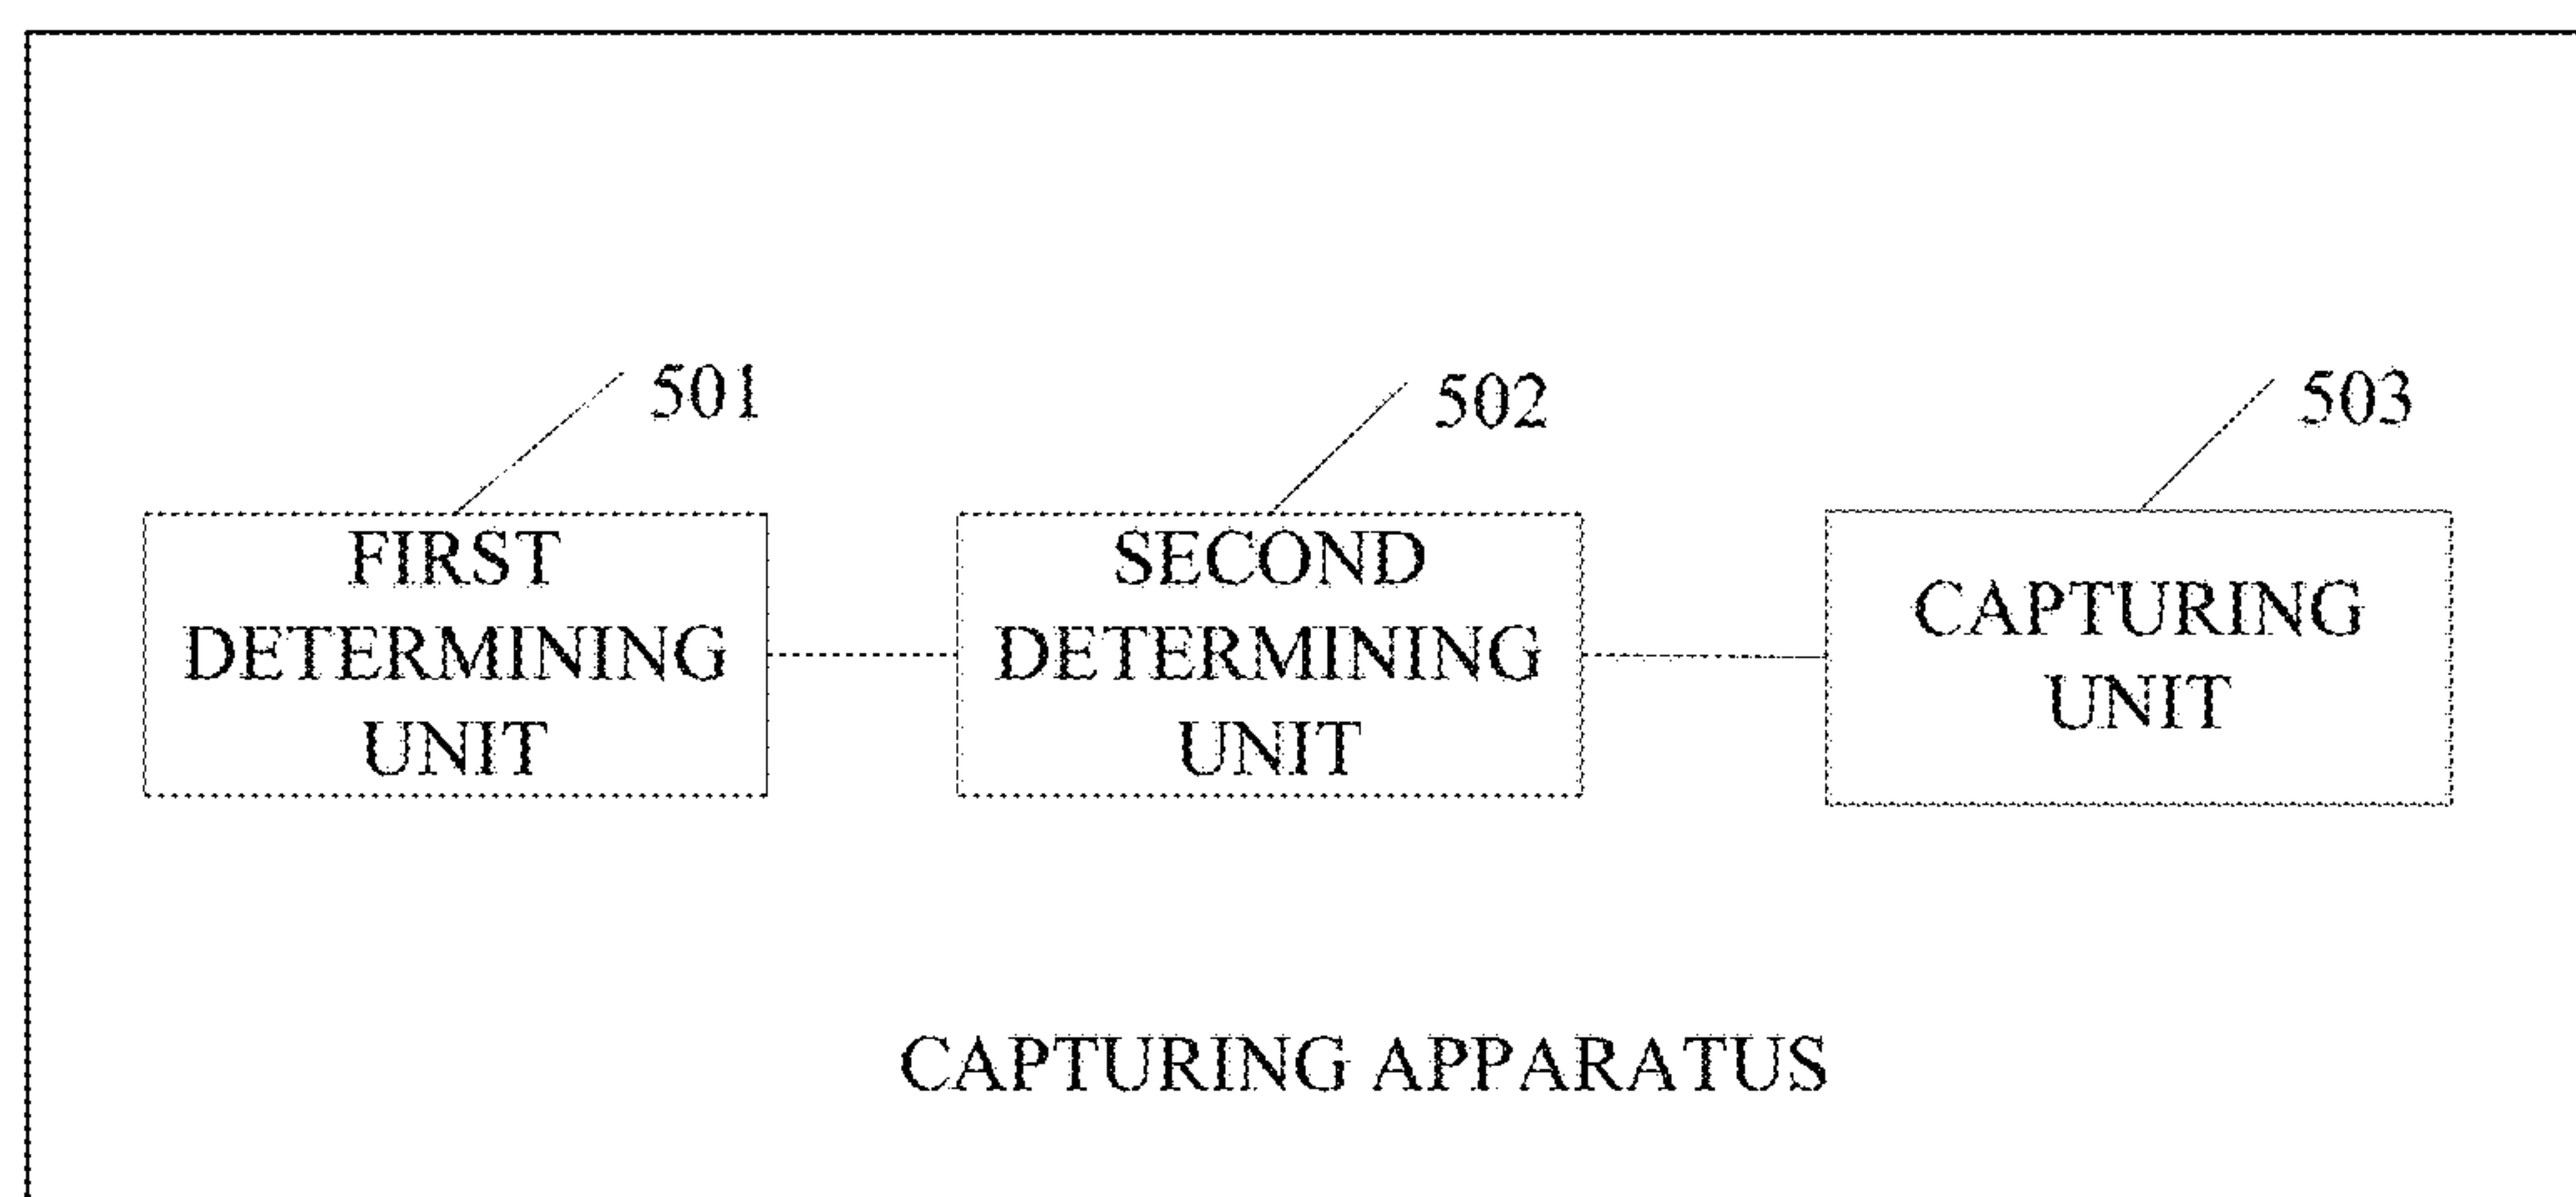 501
502
503
FIRST
DETERMINING
UNIT
SECOND
DETERMINING
UNIT
CAPTURING
UNIT
CAPTURING APPARATUS